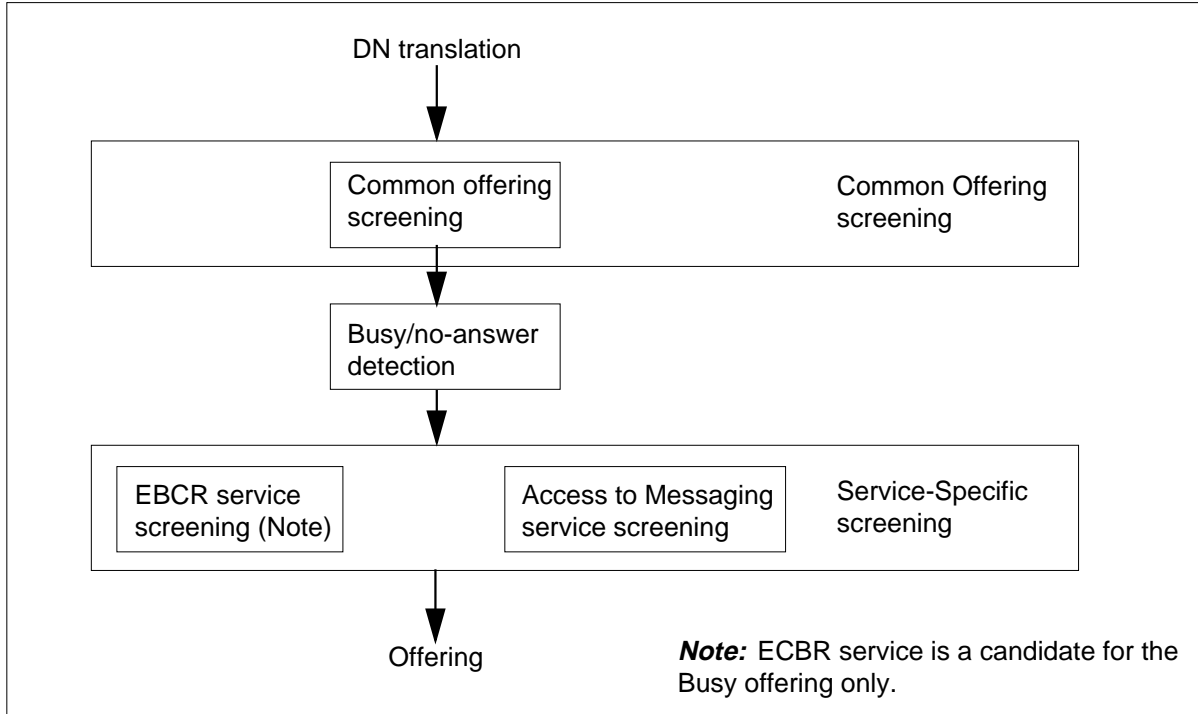 DN translation
Common offering
screening
Common Offering
screening
Busy/no-answer
detection
EBCR service
screening (Note)
Access to Messaging
service screening
Service-Specific
screening
Offering
Note: ECBR service is a candidate for the
Busy offering only.